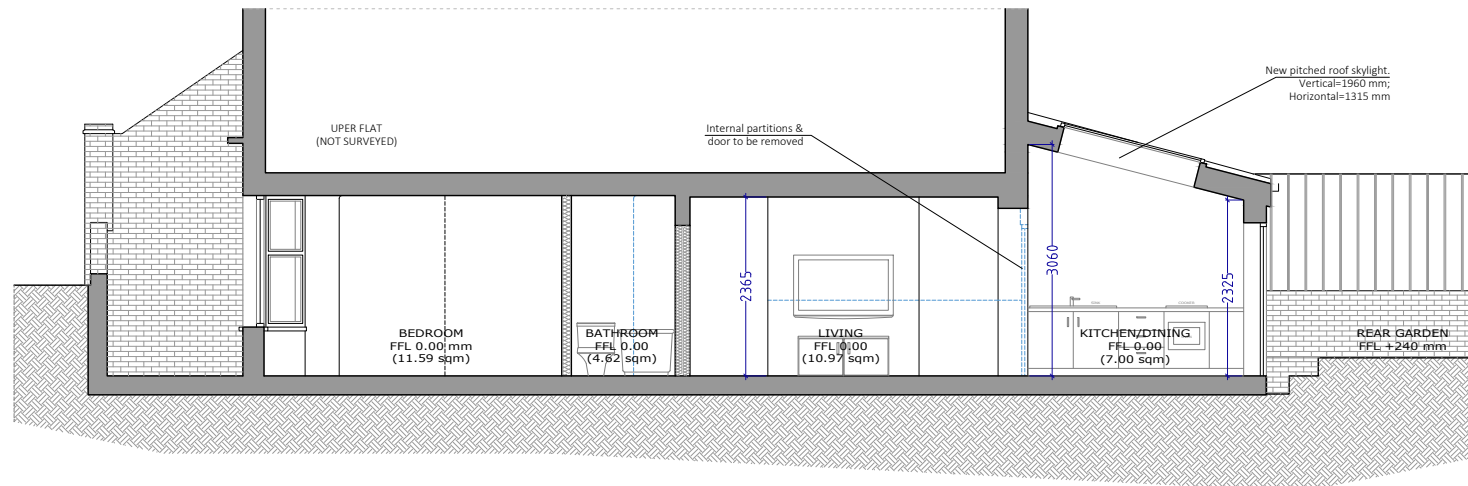 New pitched roof skylight.
Vertical=1960 mm;
Horizontal=1315 mm
UPER FLAT
(NOT SURVEYED)
Internal partitions &
door to be removed
2365
3060
2325
BEDROOM
FFL 0.00 mm
(11.59 sqm)
BATHROOM
FFL 0.00
(4.62 sqm)
LIVING
FFL 0.00
(10.97 sqm)
KITCHEN/DINING
FFL 0.00
(7.00 sqm)
REAR GARDEN
FFL +240 mm